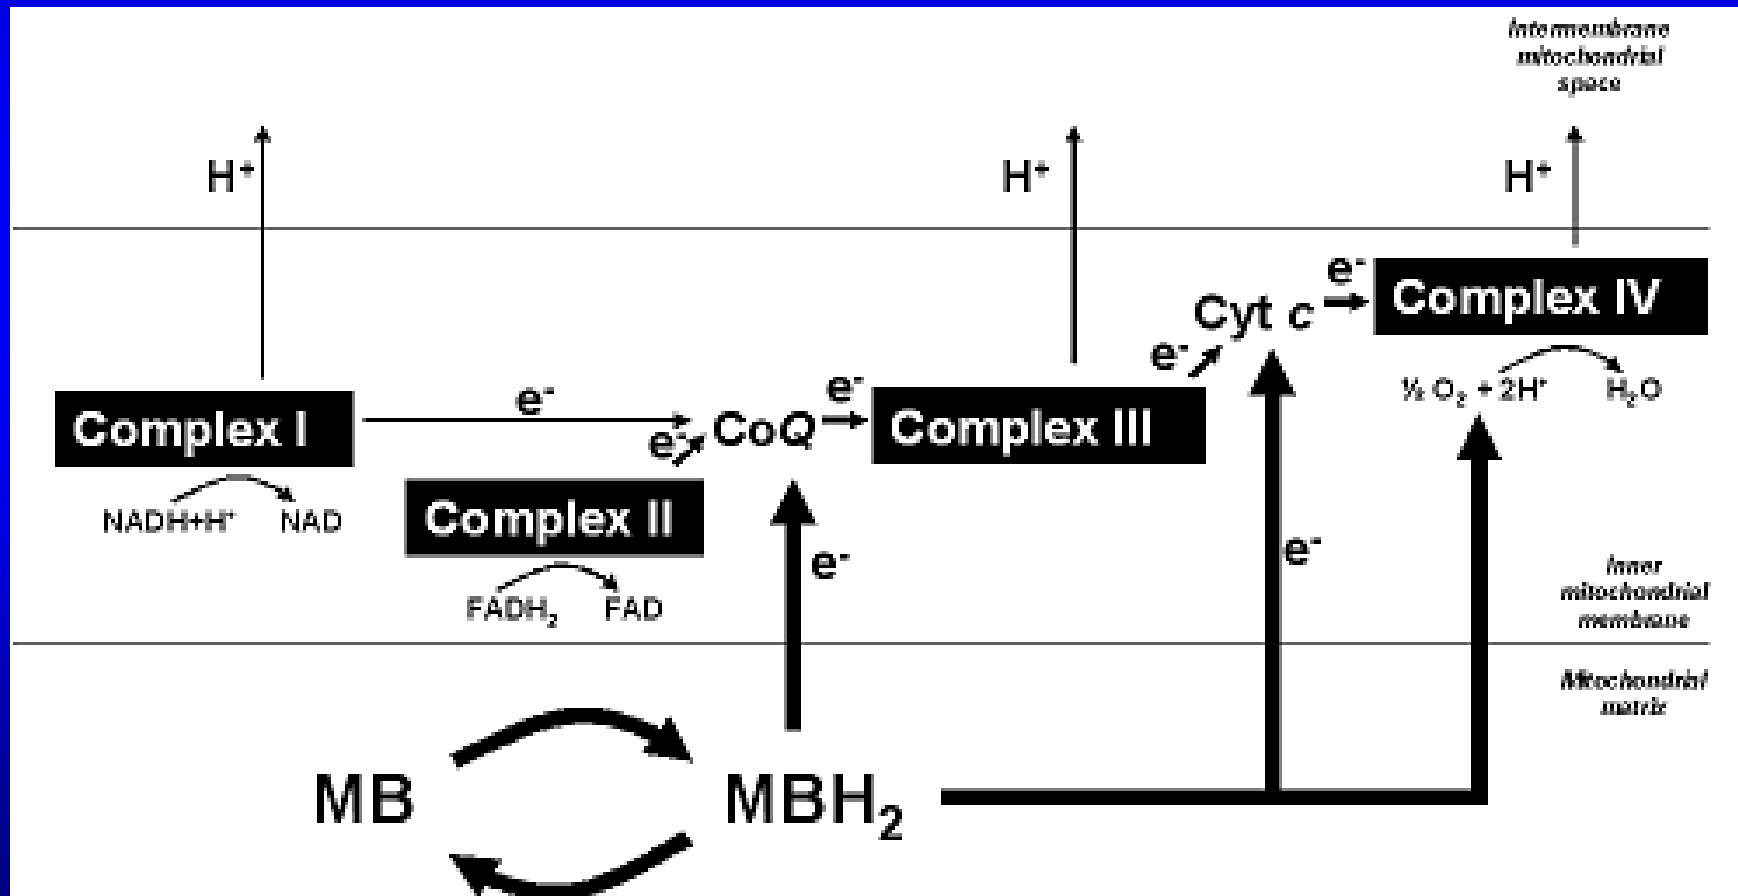 Intermembrane
mitochondrial
space
H⁺
H⁺
H⁺
e⁻
Complex IV
Cyt c
e⁻
½ O₂ + 2H⁺
H₂O
e⁻
e⁻
Complex I
e⁻
CoQ
Complex III
NADH+H⁺
NAD
Complex II
e⁻
e⁻
FADH₂
FAD
Inner
mitochondrial
membrane
Mitochondrial
matrix
MB
MBH₂